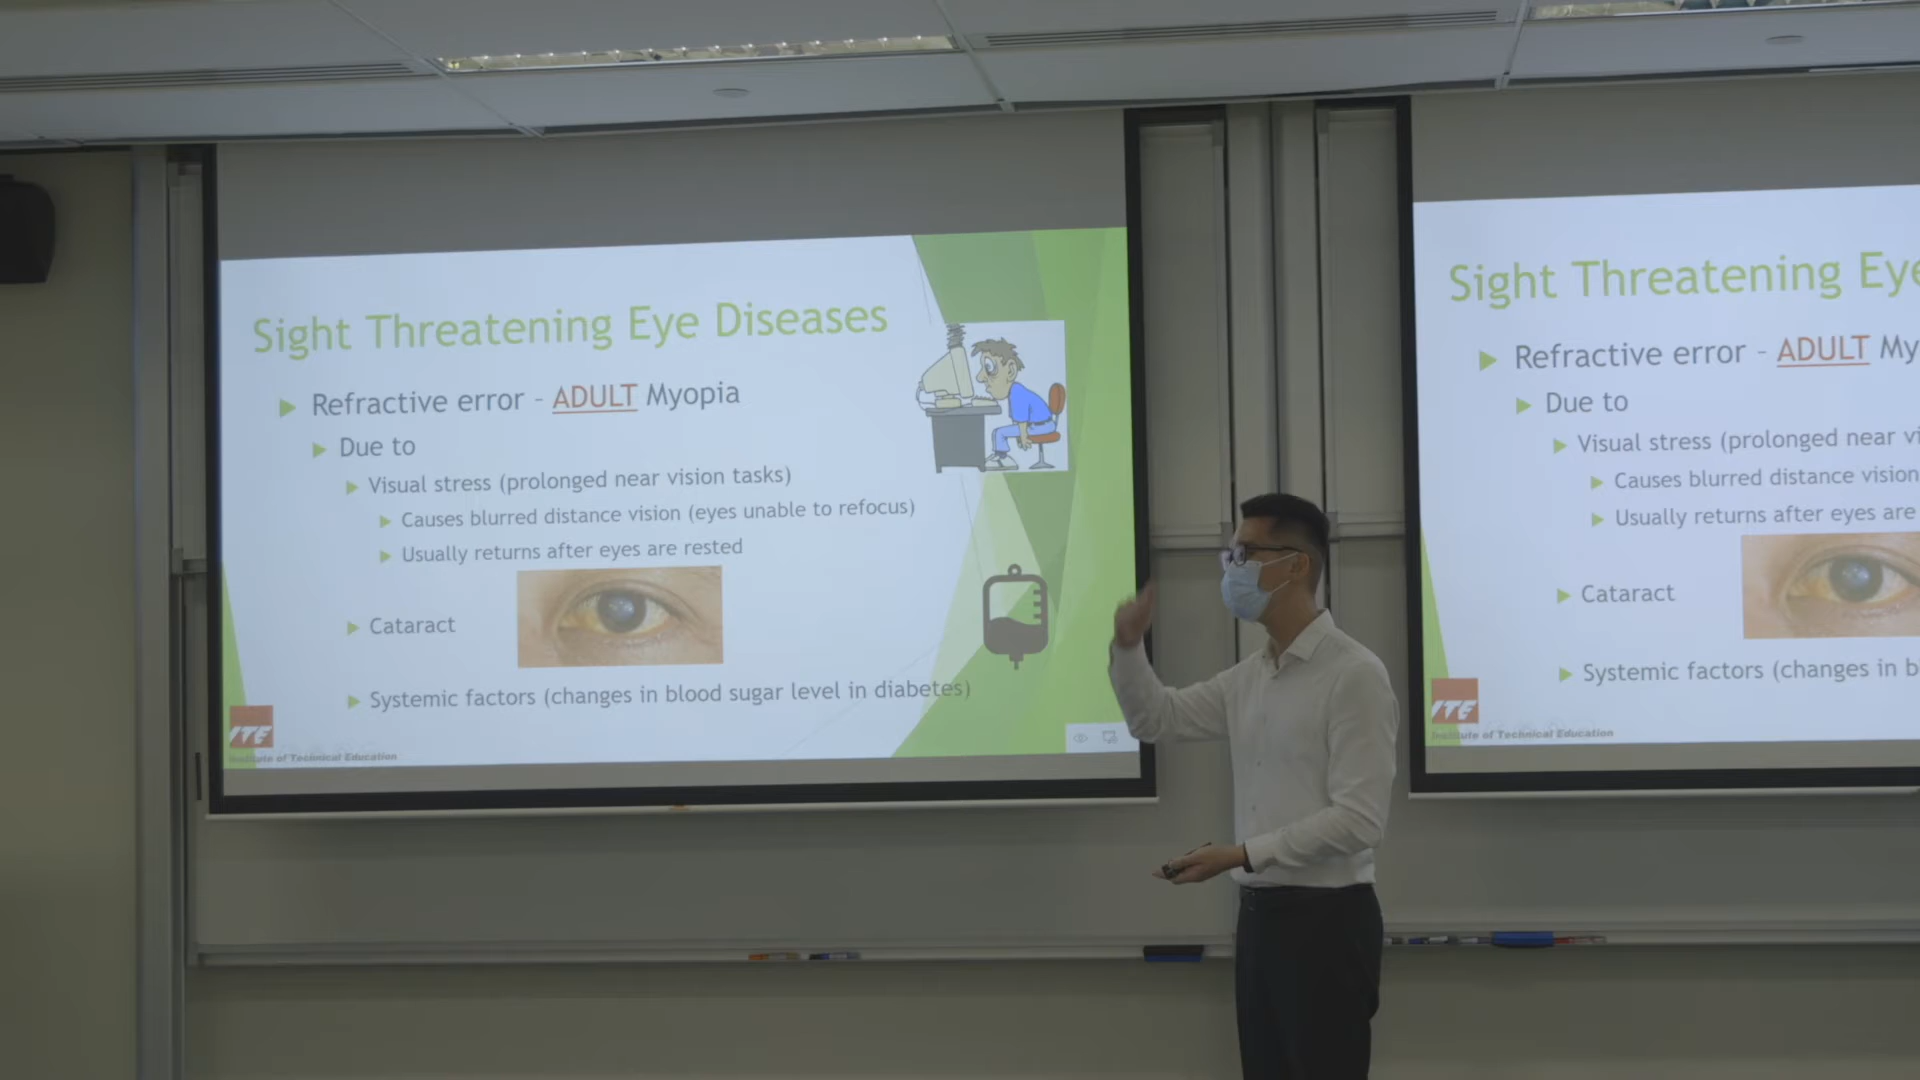 Sight Threatening Eye Diseases
Refractive error - ADULT Myopia
Due to
Visual stress (prolonged near vision tasks)
Causes blurred distance vision (eyes unable to refocus)
Usually returns after eyes are rested
Cataract
Systemic factors (changes in blood sugar level in diabetes)
ITE
Institute of Technical Education
Sight Threatening Eye
Refractive error - ADULT My
Due to
Visual stress (prolonged near vi
Causes blurred distance vision
Usually returns after eyes are
Cataract
Systemic factors (changes in b
ITE
Institute of Technical Education